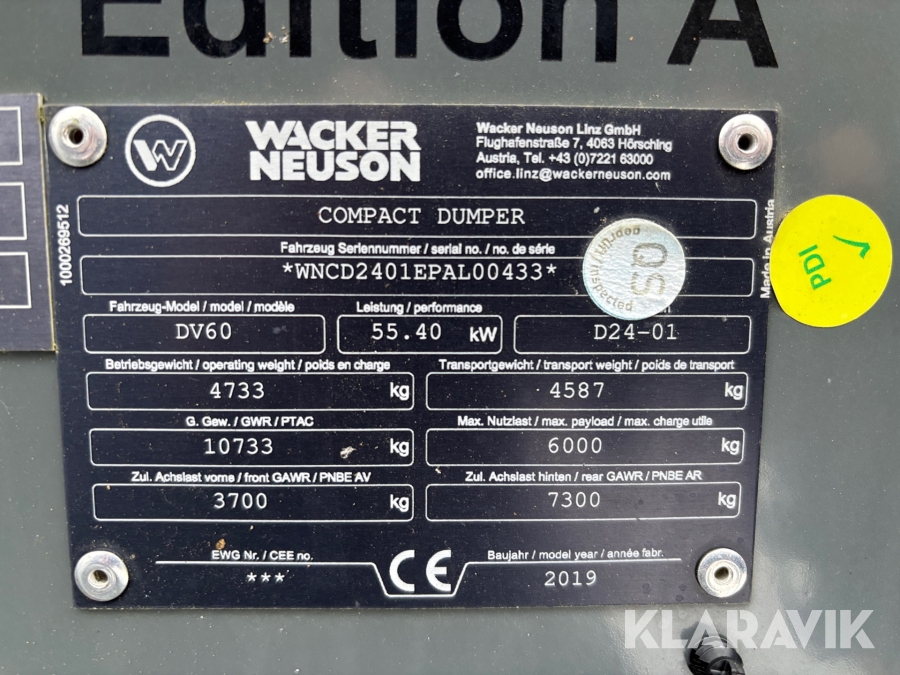 Edition A
WACKER
NEUSON
Wacker Neuson Linz GmbH
Flughafenstraße 7, 4063 Hörsching
Austria, Tel. +43 (0)7221 63000
office.linz@wackerneuson.com
1000269512
COMPACT DUMPER
Made in Austria
Fahrzeug Seriennummer / serial no. / no. de série
*WNCD2401EPAL00433*
geprüft / inspected
50
PDI
Fahrzeug-Model / model / modèle
Leistung / performance
DV60
55.40 kW
D24-01
Betriebsgewicht / operating weight / poids en charge
Transportgewicht / transport weight / poids de transport
4733 kg
4587 kg
G. Gew. / GWR / PTAC
Max. Nutzlast / max. payload / max. charge utile
10733 kg
6000 kg
Zul. Achslast vorne / front GAWR / PNBE AV
Zul. Achslast hinten / rear GAWR / PNBE AR
3700 kg
7300 kg
EWG Nr. / CEE no.
Baujahr / model year / année fabr.
***
CE
2019
KLARAVIK